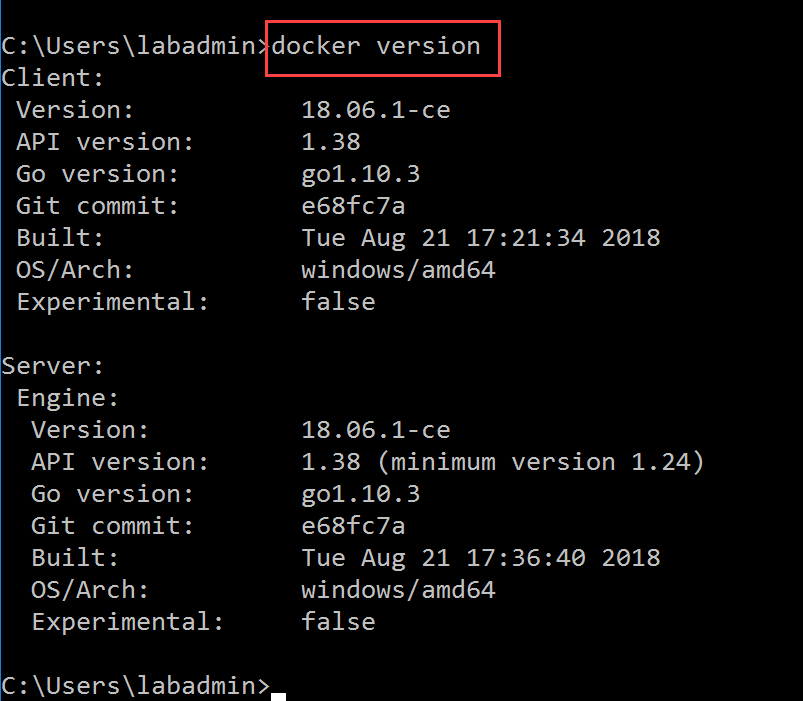 C:\Users\labadmin>docker version
Client:
 Version:           18.06.1-ce
 API version:       1.38
 Go version:        go1.10.3
 Git commit:        e68fc7a
 Built:             Tue Aug 21 17:21:34 2018
 OS/Arch:           windows/amd64
 Experimental:      false

Server:
 Engine:
  Version:          18.06.1-ce
  API version:      1.38 (minimum version 1.24)
  Go version:       go1.10.3
  Git commit:       e68fc7a
  Built:            Tue Aug 21 17:36:40 2018
  OS/Arch:          windows/amd64
  Experimental:     false

C:\Users\labadmin>